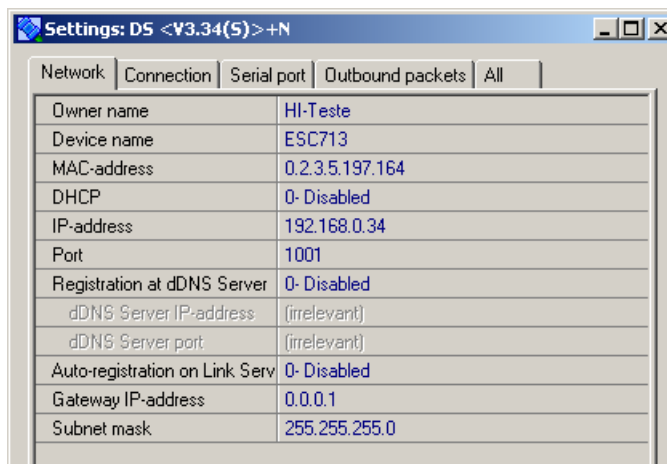 Settings: DS <V3.34(S)>+N
Network Connection Serial port Outbound packets All
Owner name HI-Teste
Device name ESC713
MAC-address 0.2.3.5.197.164
DHCP 0- Disabled
IP-address 192.168.0.34
Port 1001
Registration at dDNS Server 0- Disabled
dDNS Server IP-address (irrelevant)
dDNS Server port (irrelevant)
Auto-registration on Link Serv 0- Disabled
Gateway IP-address 0.0.0.1
Subnet mask 255.255.255.0